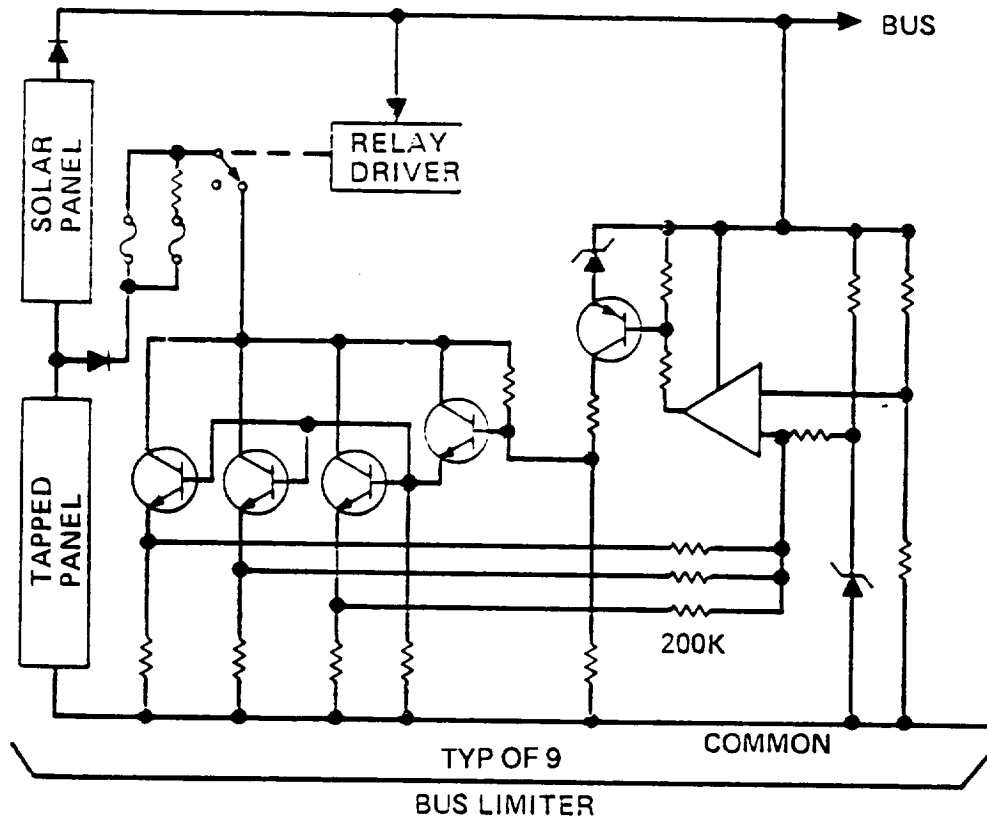 BUS
SOLAR
PANEL
RELAY
DRIVER
TAPPED
PANEL
200K
COMMON
TYP OF 9
BUS LIMITER